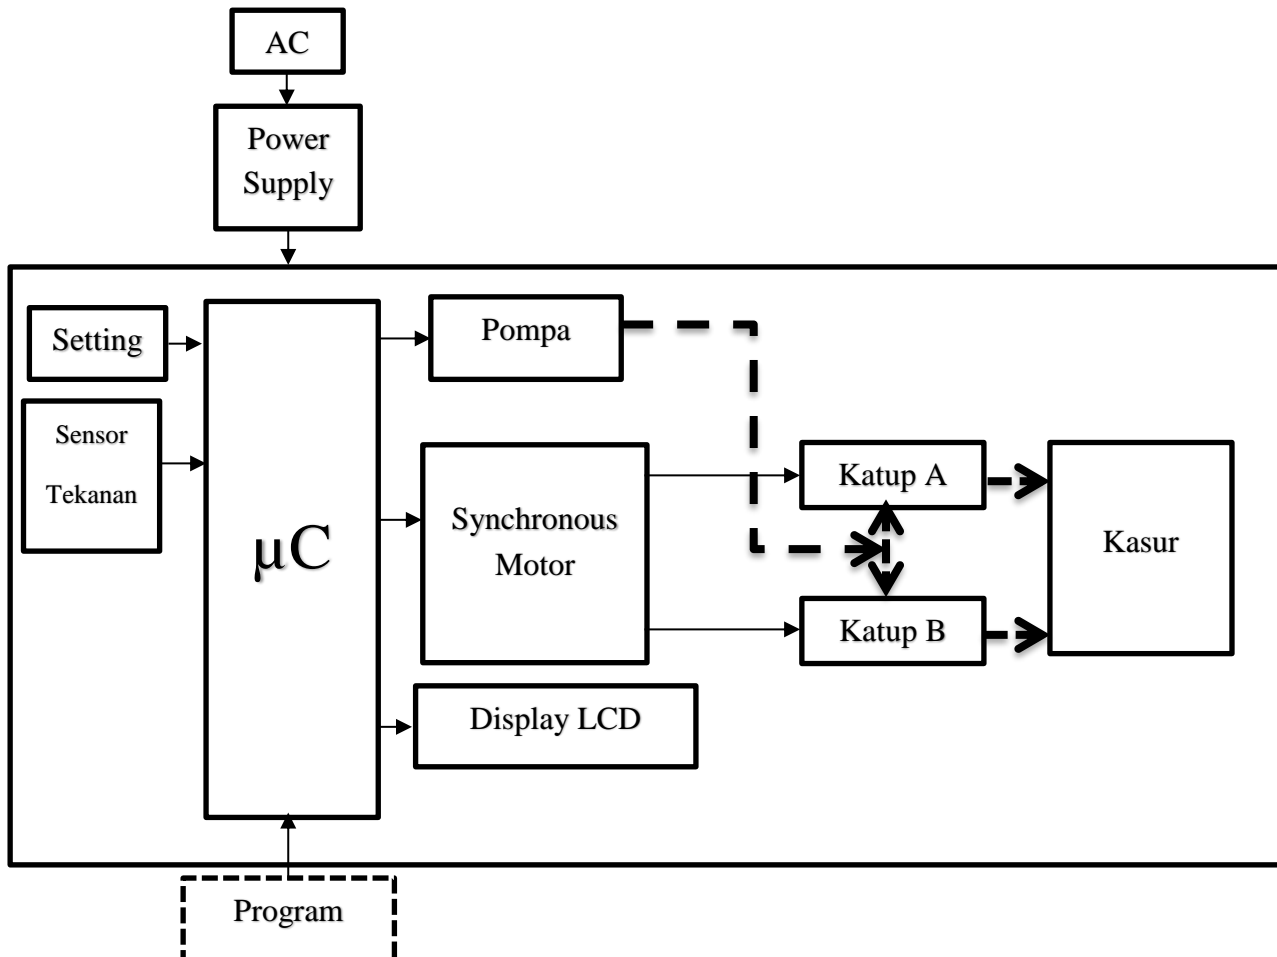 AC
Power
Supply
Setting
Pompa
Sensor
Tekanan
µC
Synchronous
Motor
Katup A
Kasur
Katup B
Display LCD
Program